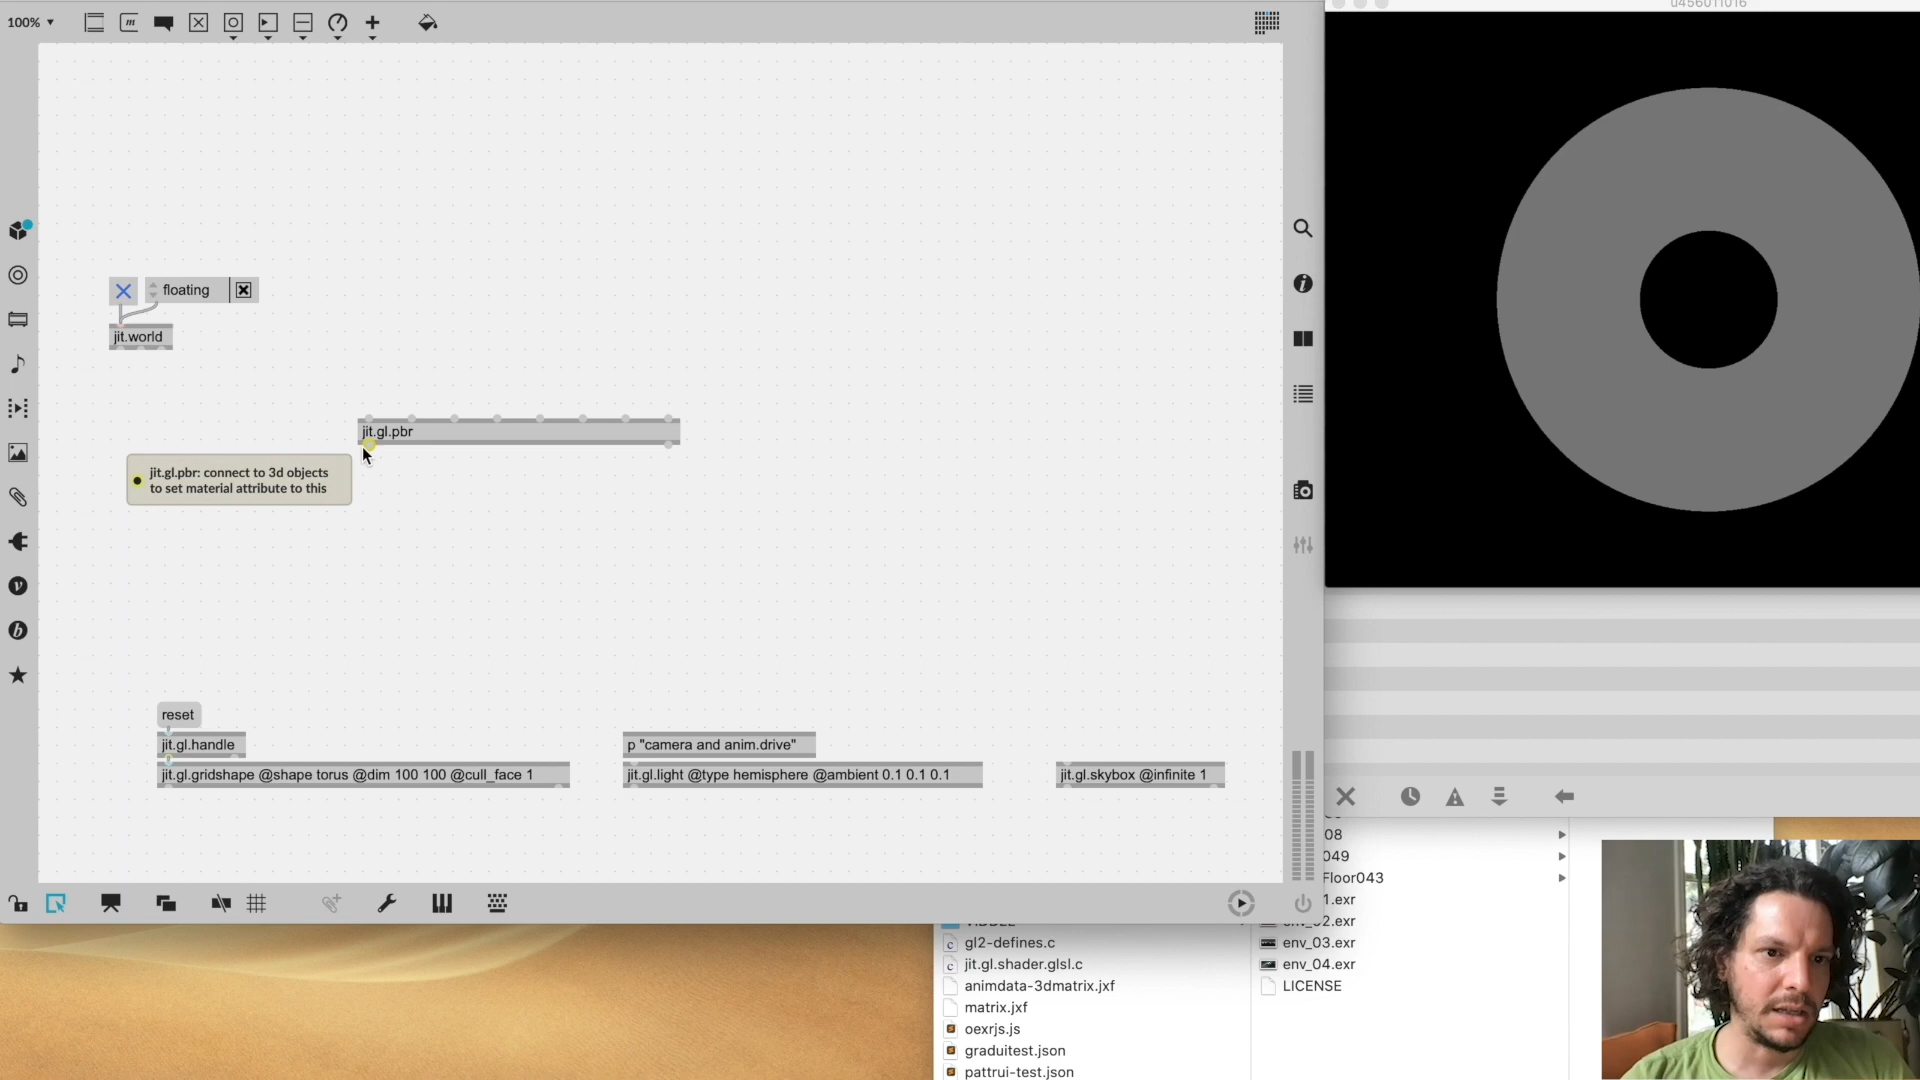 100%
floating
jit.world
jit.gl.pbr
jit.gl.pbr: connect to 3d objects
to set material attribute to this
reset
jit.gl.handle
jit.gl.gridshape @shape torus @dim 100 100 @cull_face 1
p "camera and anim.drive"
jit.gl.light @type hemisphere @ambient 0.1 0.1 0.1
jit.gl.skybox @infinite 1
u456011016
08
049
Floor043
1.exr
env_02.exr
env_03.exr
env_04.exr
LICENSE
gl2-defines.c
jit.gl.shader.glsl.c
animdata-3dmatrix.jxf
matrix.jxf
oexrjs.js
graduitest.json
pattrui-test.json